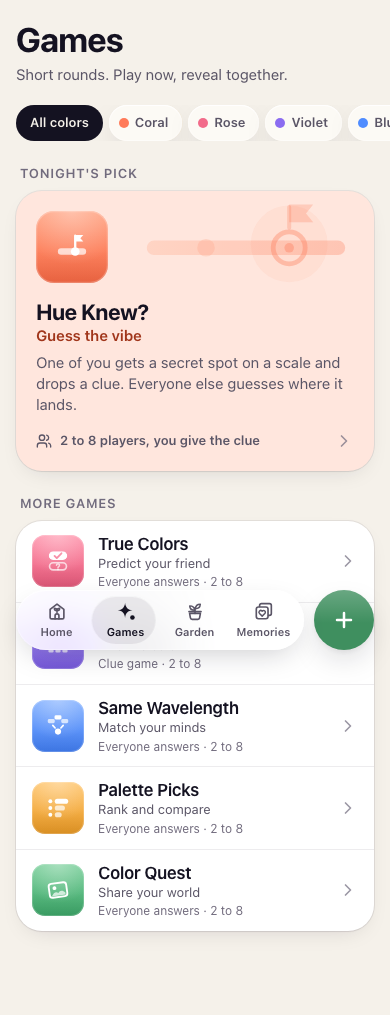 Games
Short rounds. Play now, reveal together.
All colors
Coral
Rose
Violet
TONIGHT'S PICK
Hue Knew?
Guess the vibe
One of you gets a secret spot on a scale and
drops a clue. Everyone else guesses where it
lands.
2 to 8 players, you give the clue
MORE GAMES
True Colors
Predict your friend
Everyone answers · 2 to 8
Home
Games
Garden
Memories
Clue game · 2 to 8
Same Wavelength
Match your minds
Everyone answers · 2 to 8
Palette Picks
Rank and compare
Everyone answers · 2 to 8
Color Quest
Share your world
Everyone answers · 2 to 8